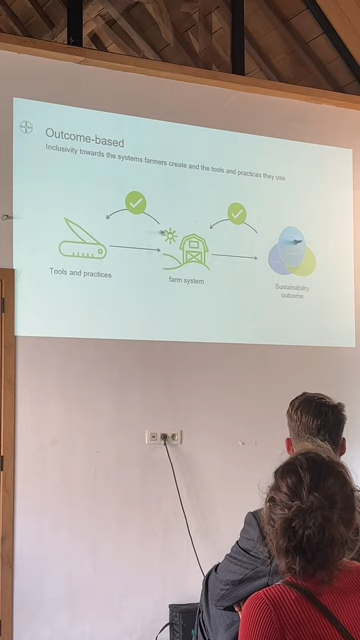 Outcome-based
Inclusivity towards the systems farmers create and the tools and practices they use
Tools and practices
farm system
Sustainability
outcome